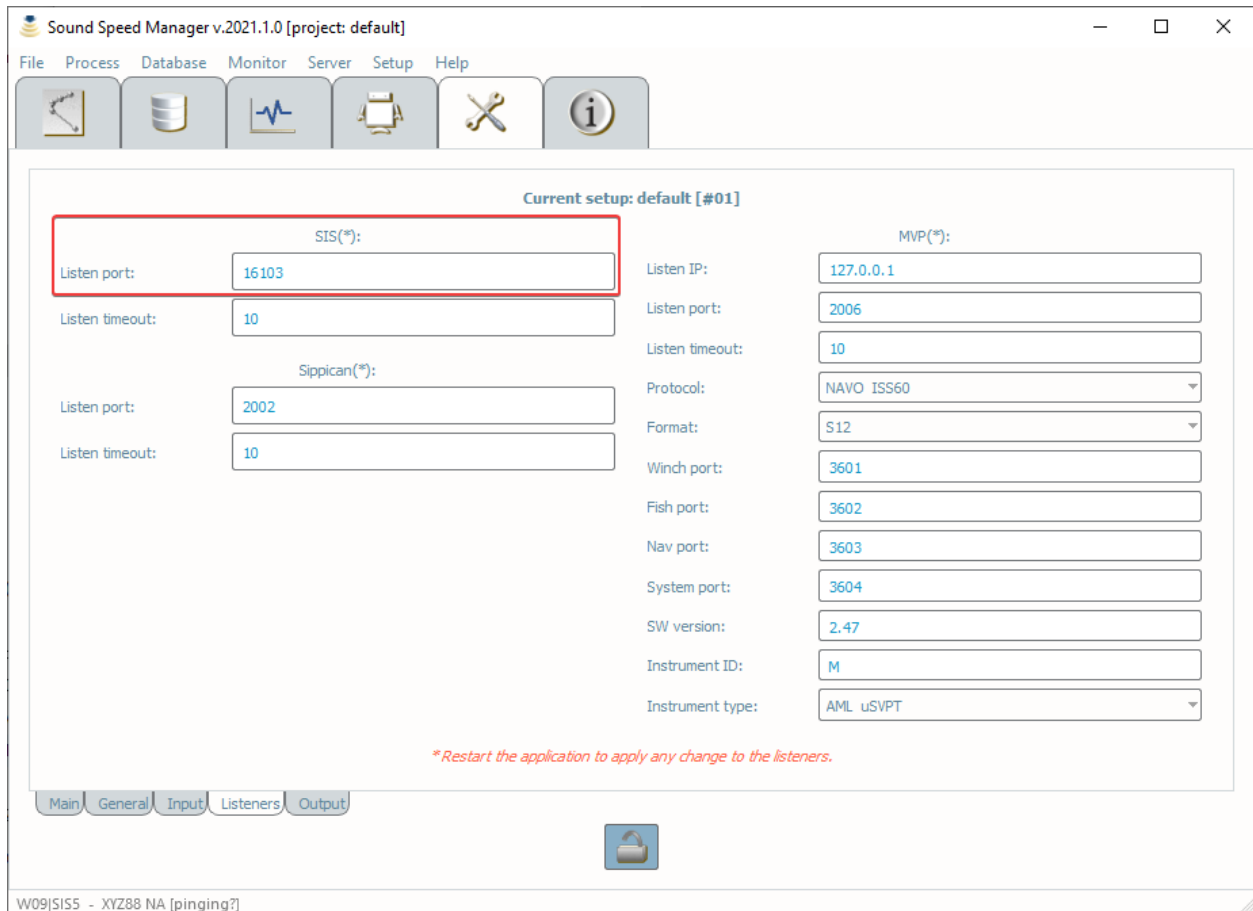 Sound Speed Manager v.2021.1.0 [project: default]
File Process Database Monitor Server Setup Help
Current setup: default [#01]
SIS(*):
Listen port: 16103
Listen timeout: 10
Sippican(*):
Listen port: 2002
Listen timeout: 10
MVP(*):
Listen IP: 127.0.0.1
Listen port: 2006
Listen timeout: 10
Protocol: NAVO_ISS60
Format: S12
Winch port: 3601
Fish port: 3602
Nav port: 3603
System port: 3604
SW version: 2.47
Instrument ID: M
Instrument type: AML_uSVPT
*Restart the application to apply any change to the listeners.
Main General Input Listeners Output
W09|SIS5 - XYZ88 NA [pinging?]